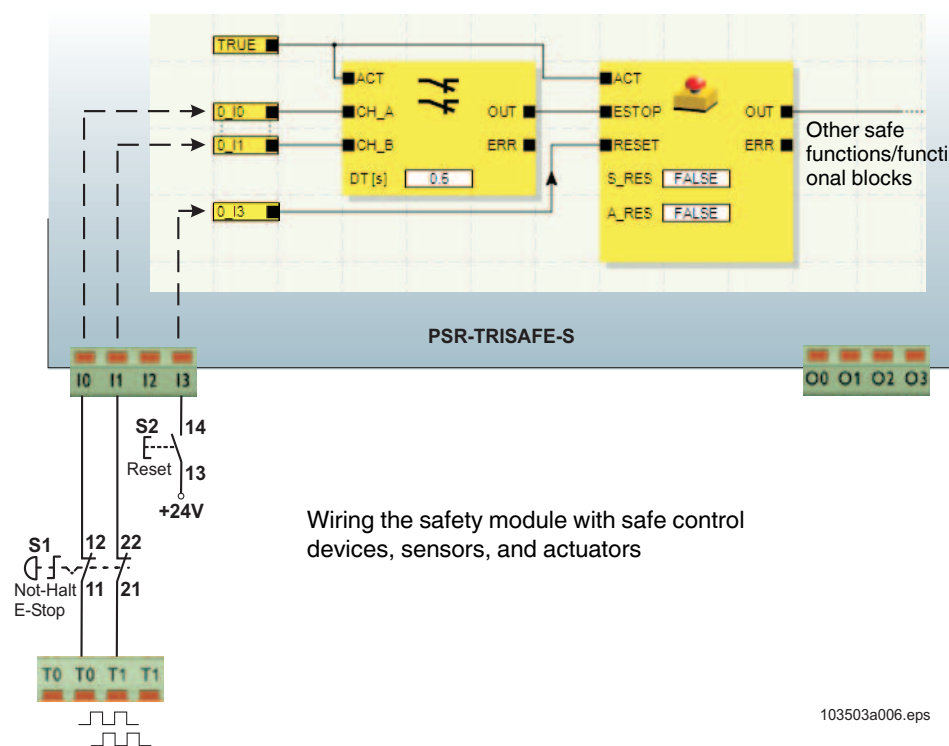 TRUE
ACT
ACT
0_I0
CH_A
OUT
ESTOP
OUT
0_I1
CH_B
ERR
RESET
ERR
Other safe
functions/functi
onal blocks
DT [s]
0.5
S_RES
FALSE
0_I3
A_RES
FALSE
PSR-TRISAFE-S
I0 I1 I2 I3
O0 O1 O2 O3
S2
14
Reset
13
+24V
Wiring the safety module with safe control
devices, sensors, and actuators
S1
12
22
Not-Halt
E-Stop
11
21
T0 T0 T1 T1
103503a006.eps